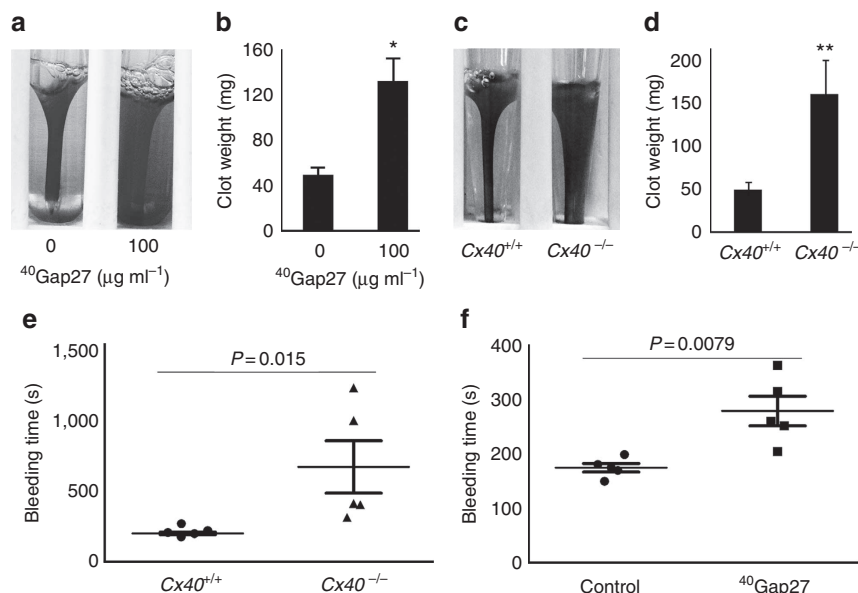 a
160
120
80
40
0
Clot weight (mg)
b
*
0
100
⁴⁰Gap27 (μg ml⁻¹)
0
100
⁴⁰Gap27 (μg ml⁻¹)
c
Cx40⁺/⁺
Cx40⁻/⁻
d
200
150
100
50
0
Clot weight (mg)
**
Cx40⁺/⁺
Cx40⁻/⁻
e
1,500
1,000
500
0
Bleeding time (s)
P=0.015
Cx40⁺/⁺
Cx40⁻/⁻
f
400
300
200
100
0
Bleeding time (s)
P=0.0079
Control
⁴⁰Gap27